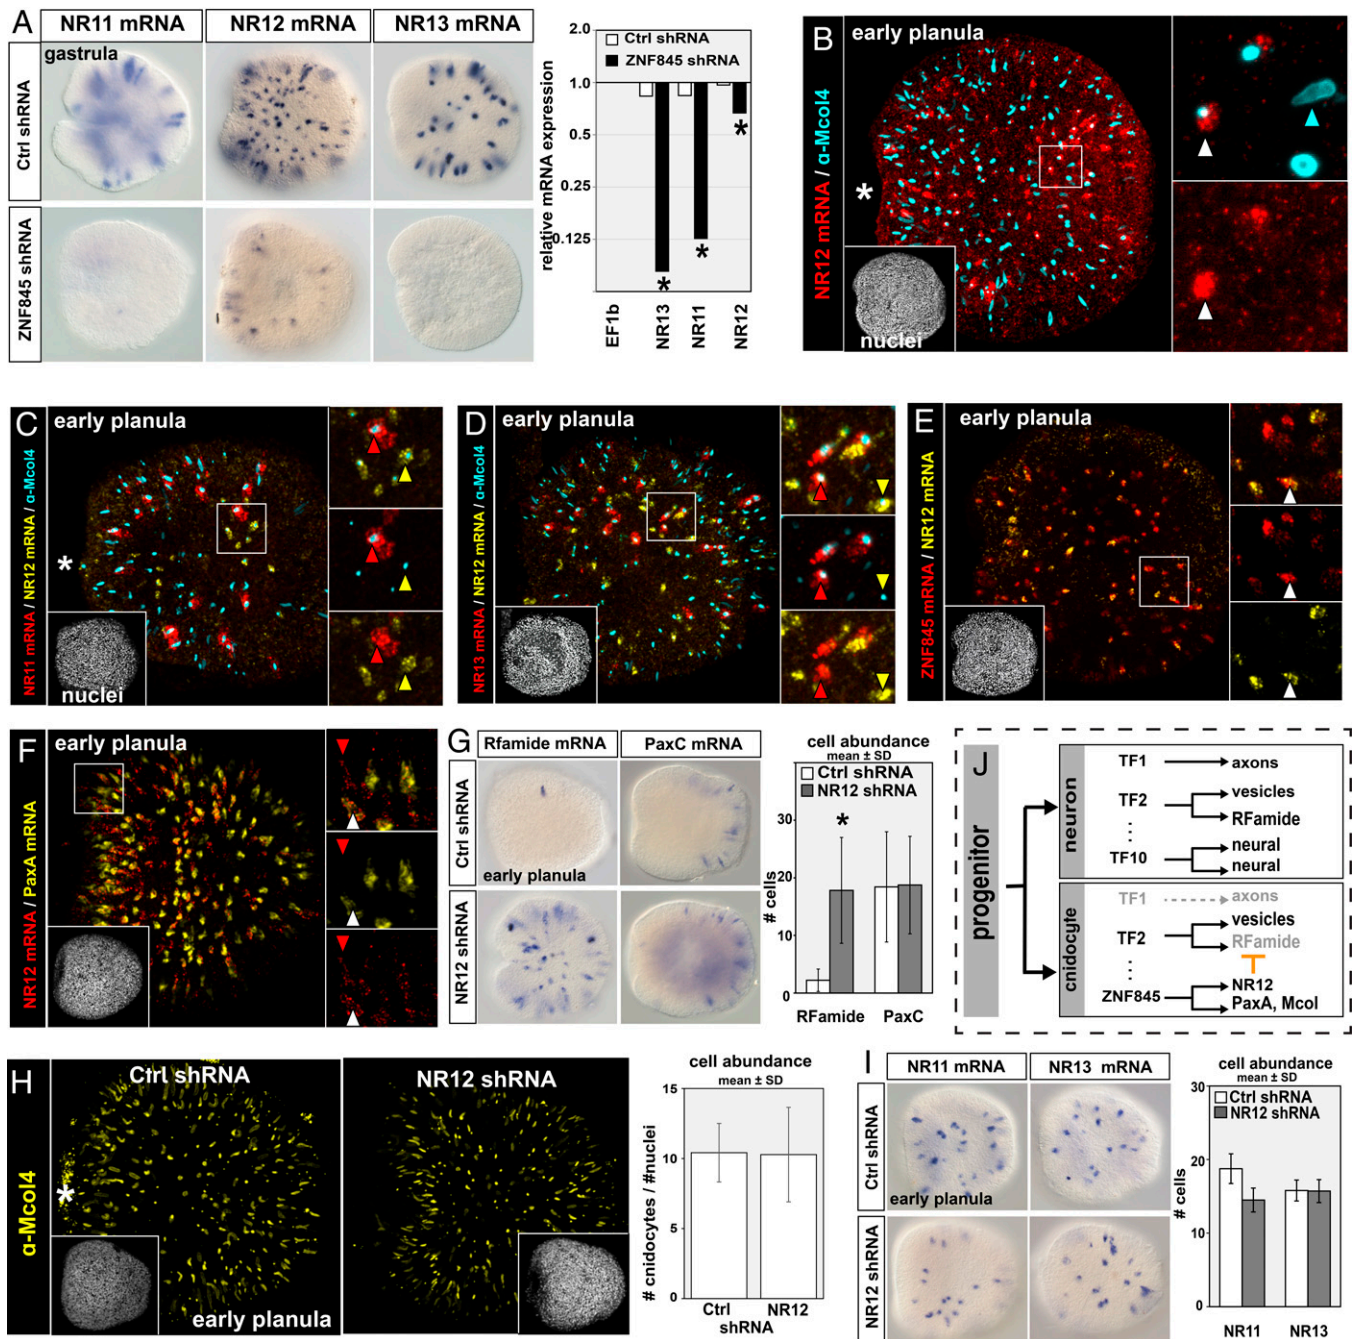 A
NR11 mRNA
NR12 mRNA
NR13 mRNA
Ctrl shRNA
gastrula
ZNF845 shRNA
relative mRNA expression
2.0
1.0
0.5
0.25
0.125
Ctrl shRNA
ZNF845 shRNA
*
*
*
EF1b
NR13
NR11
NR12
B
early planula
NR12 mRNA / α-Mcol4
*
nuclei
C
early planula
NR11 mRNA / NR12 mRNA / α-Mcol4
*
nuclei
D
early planula
NR13 mRNA / NR12 mRNA / α-Mcol4
E
early planula
ZNF845 mRNA / NR12 mRNA
F
early planula
NR12 mRNA / PaxA mRNA
G
Rfamide mRNA
PaxC mRNA
Ctrl shRNA
early planula
NR12 shRNA
cell abundance
mean ± SD
Ctrl shRNA
NR12 shRNA
# cells
30
20
10
0
*
RFamide
PaxC
J
progenitor
neuron
TF1
axons
TF2
vesicles
RFamide
TF10
neural
neural
cnidocyte
TF1
axons
TF2
vesicles
RFamide
ZNF845
NR12
PaxA, Mcol
H
α-Mcol4
Ctrl shRNA
*
early planula
NR12 shRNA
cell abundance
mean ± SD
# cnidocytes / #nuclei
15
10
5
0
Ctrl
NR12
shRNA
I
NR11 mRNA
NR13 mRNA
Ctrl shRNA
early planula
NR12 shRNA
cell abundance
mean ± SD
Ctrl shRNA
NR12 shRNA
# cells
30
20
10
0
NR11
NR13